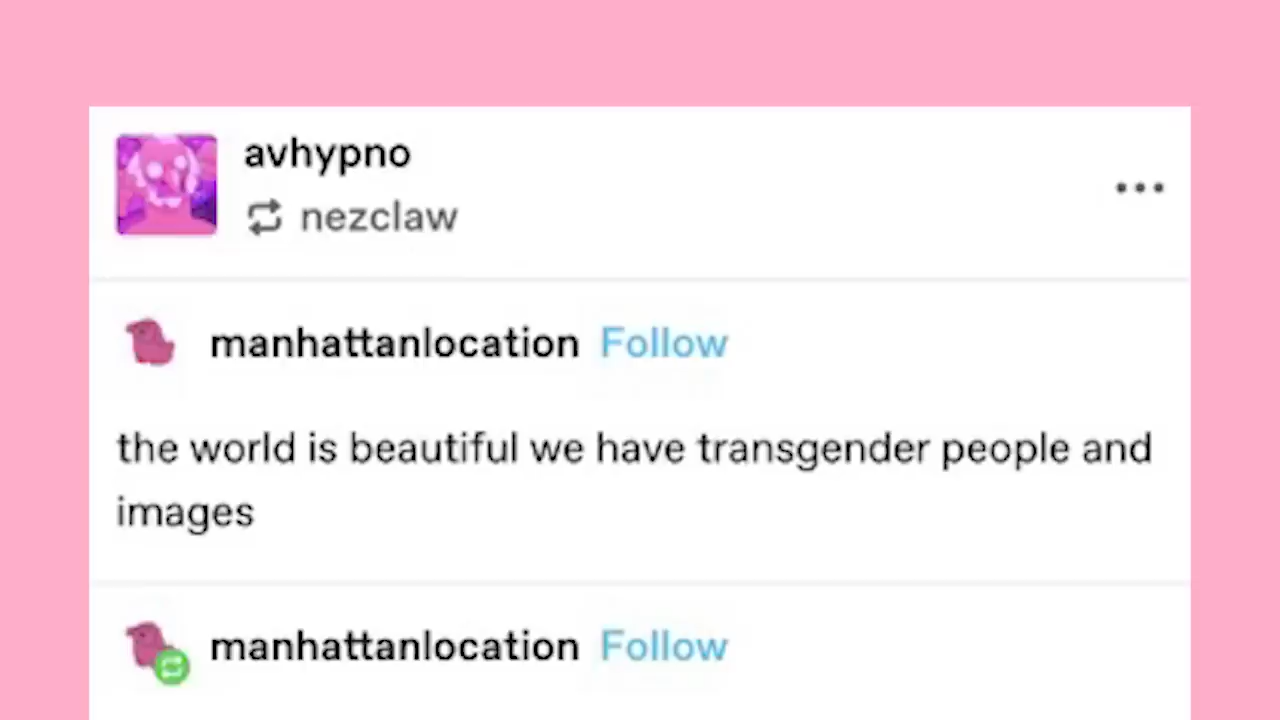 avhypno
nezclaw
manhattanlocation Follow
the world is beautiful we have transgender people and
images
manhattanlocation Follow